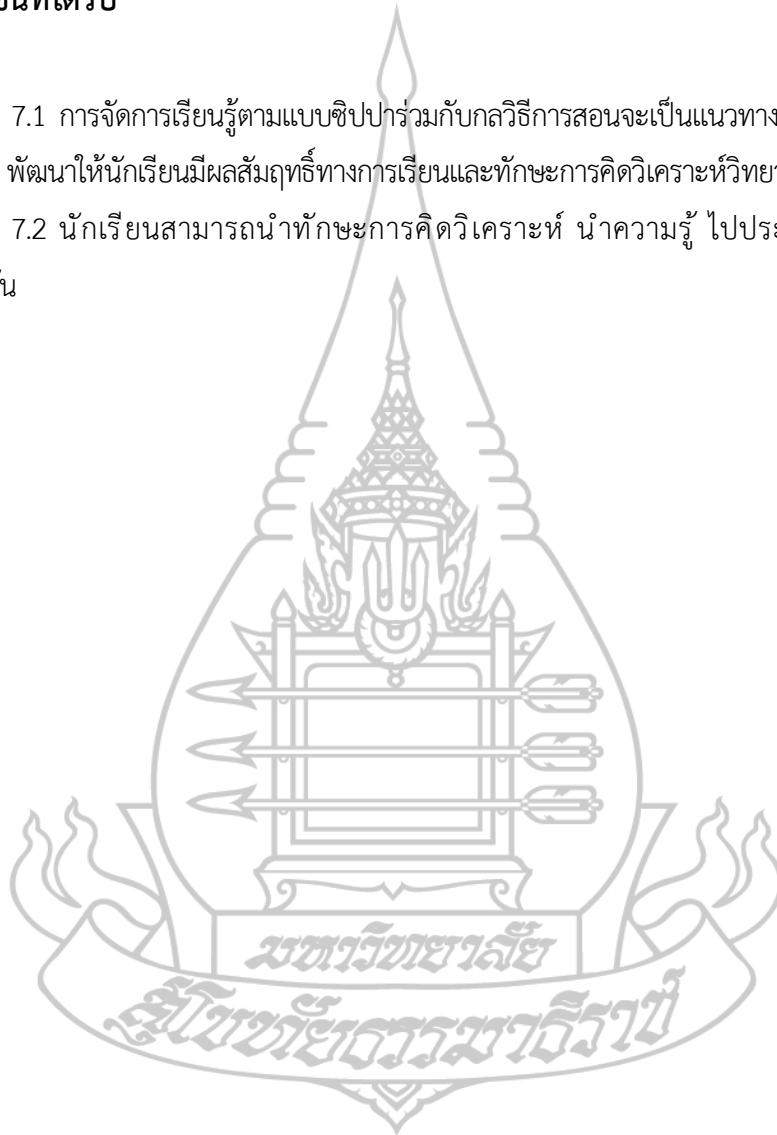 7.1 การจัดการเรียนรู้ตามแบบซิปปาร่วมกับกลวิธีการสอนจะเป็นแนวทาง
พัฒนาให้นักเรียนมีผลสัมฤทธิ์ทางการเรียนและทักษะการคิดวิเคราะห์วิทยา
7.2 นักเรียนสามารถนำทักษะการคิดวิเคราะห์ นำความรู้ ไปประ
มหาวิทยาลัย
สุโขทัยธรรมาธิราช